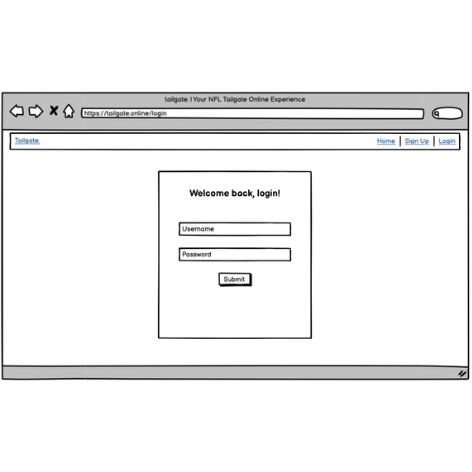 tailgate. | Your NFL Tailgate Online Experience
https://tailgate.online/login
Tailgate. Home Sign Up Login
Welcome back, login!
Username
Password
Submit